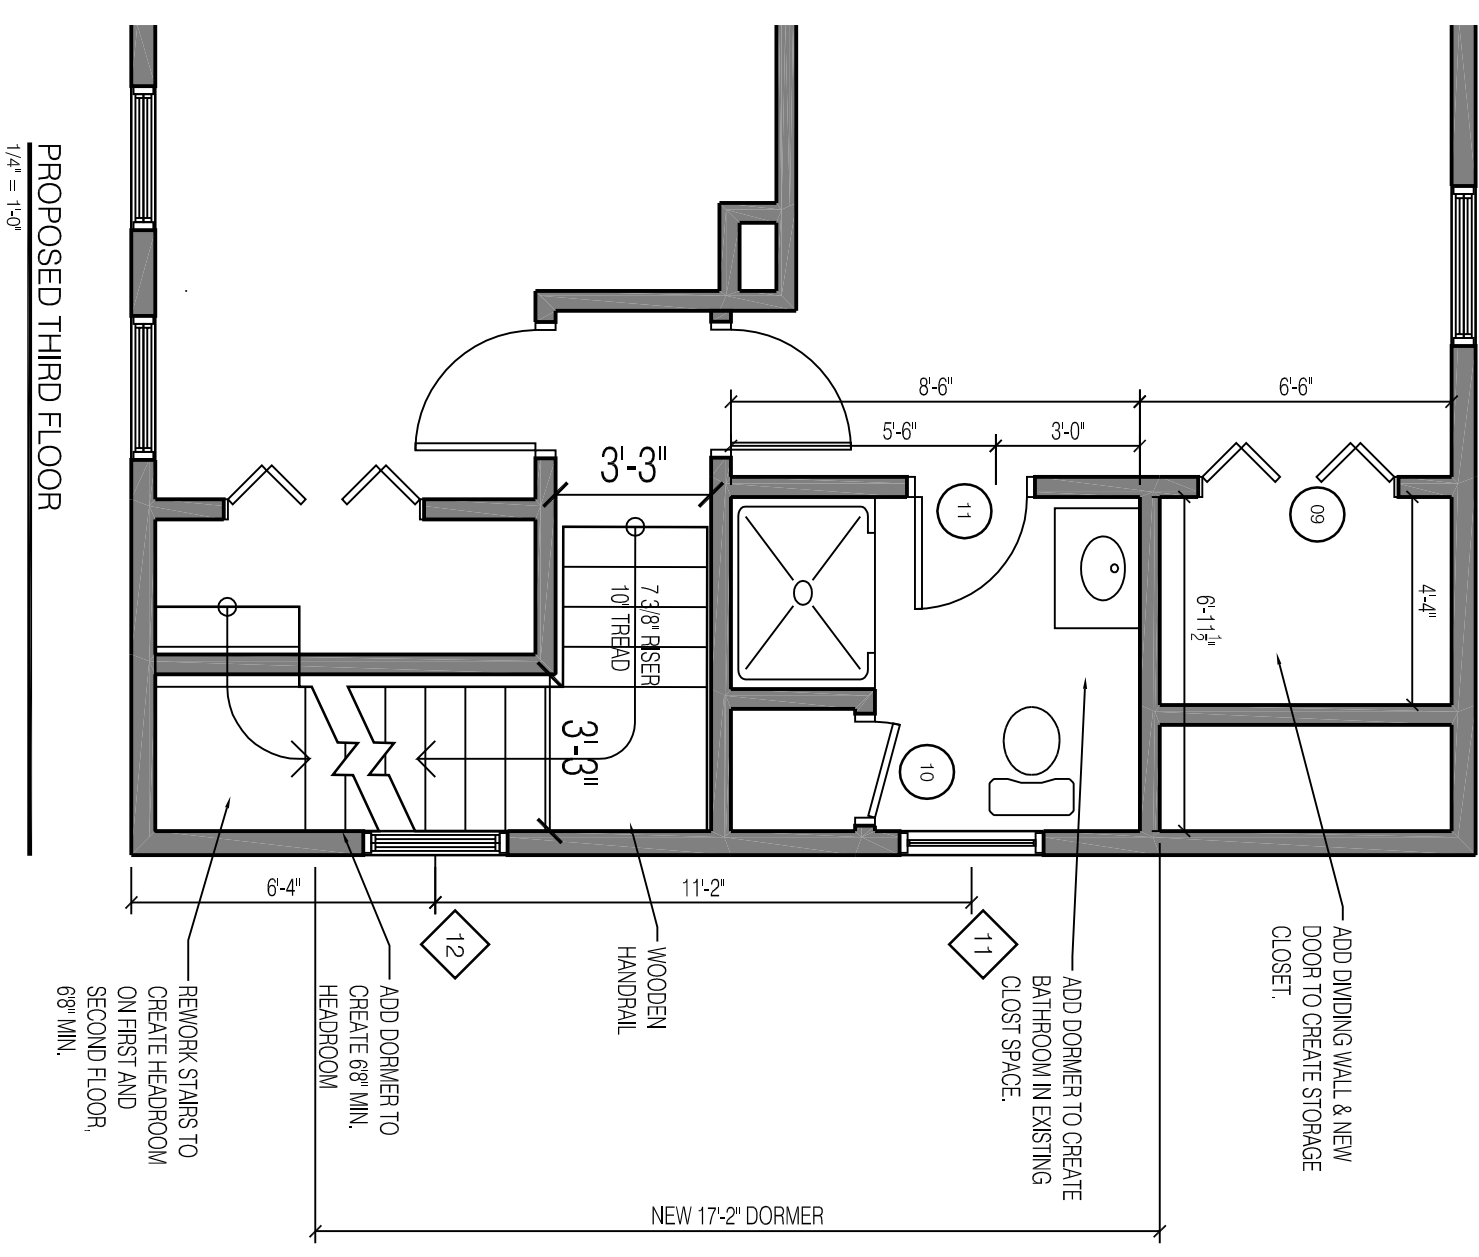 PROPOSED THIRD FLOOR
1/4" = 1'-0"
8'-6"
6'-6"
5'-6"
3'-0"
3'-3"
11
09
7 3/8" RISER
10" TREAD
4'-4"
6'-1 1/2"
3'-3"
10
6'-4"
11'-2"
12
11
ADD DIVIDING WALL & NEW
DOOR TO CREATE STORAGE
CLOSET.
ADD DORMER TO CREATE
BATHROOM IN EXISTING
CLOST SPACE.
WOODEN
HANDRAIL
ADD DORMER TO
CREATE 6'8" MIN.
HEADROOM
REWORK STAIRS TO
CREATE HEADROOM
ON FIRST AND
SECOND FLOOR,
6'8" MIN.
NEW 17'-2" DORMER